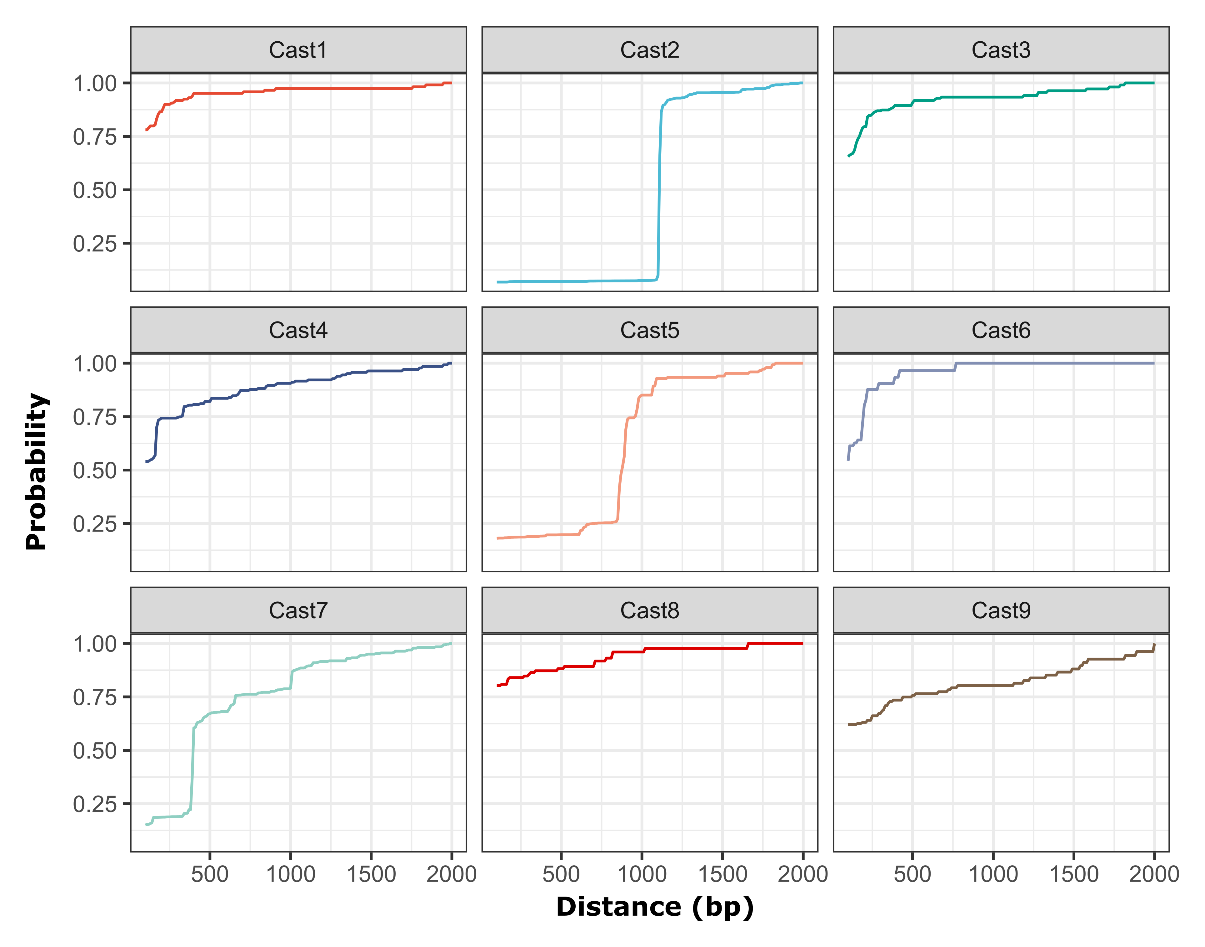 Cast1 Cast2 Cast3
1.00
0.75
0.50
0.25
Cast4 Cast5 Cast6
1.00
0.75
0.50
0.25
Probability
Cast7 Cast8 Cast9
1.00
0.75
0.50
0.25
500 1000 1500 2000 500 1000 1500 2000 500 1000 1500 2000
Distance (bp)